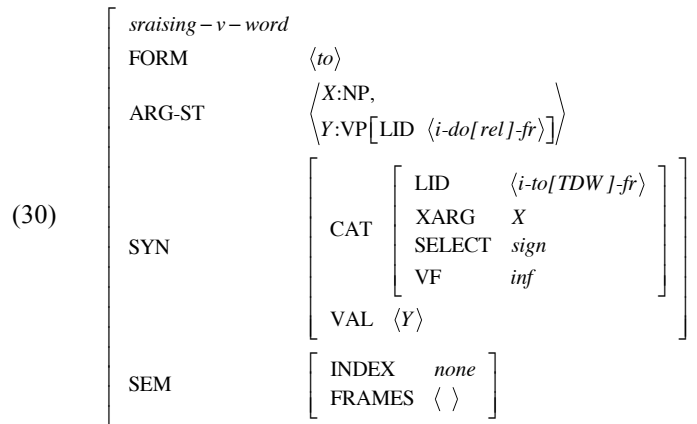 sraising – v – word
FORM ⟨to⟩
ARG-ST ⟨X:NP,
Y:VP[LID ⟨i-do[rel]-fr⟩]⟩
(30)
SYN
CAT
LID ⟨i-to[TDW]-fr⟩
XARG X
SELECT sign
VF inf
VAL ⟨Y⟩
SEM
INDEX none
FRAMES ⟨ ⟩